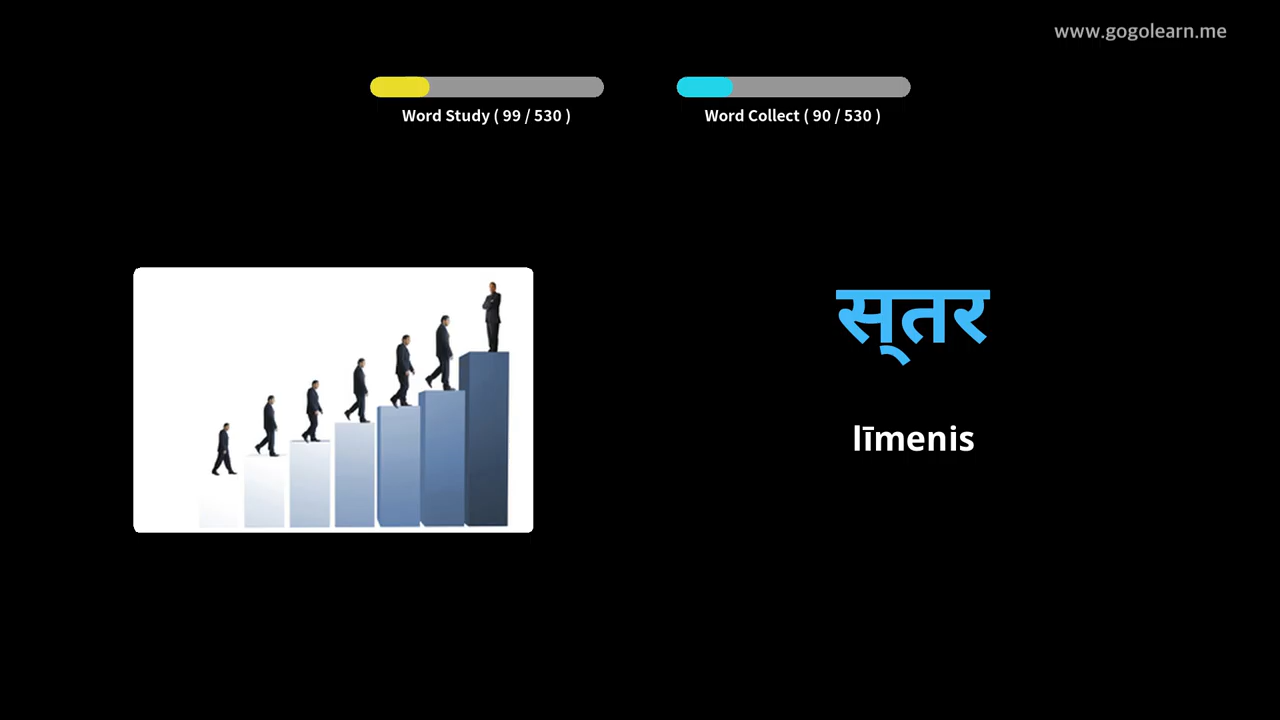 www.gogolearn.me
Word Study ( 99 / 530 )
Word Collect ( 90 / 530 )
स्‌तर
līmenis